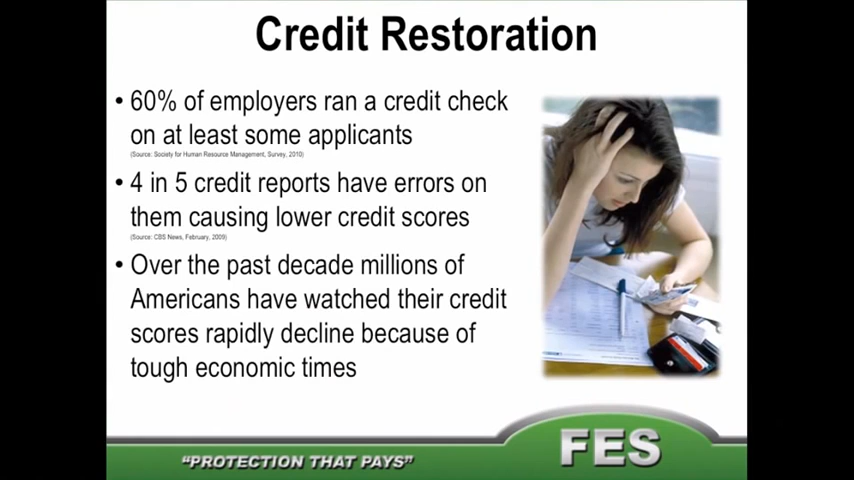 Credit Restoration
• 60% of employers ran a credit check
on at least some applicants
(Source: Society for Human Resource Management, Survey, 2010)
• 4 in 5 credit reports have errors on
them causing lower credit scores
(Source: CBS News, February, 2009)
• Over the past decade millions of
Americans have watched their credit
scores rapidly decline because of
tough economic times
"PROTECTION THAT PAYS"
FES